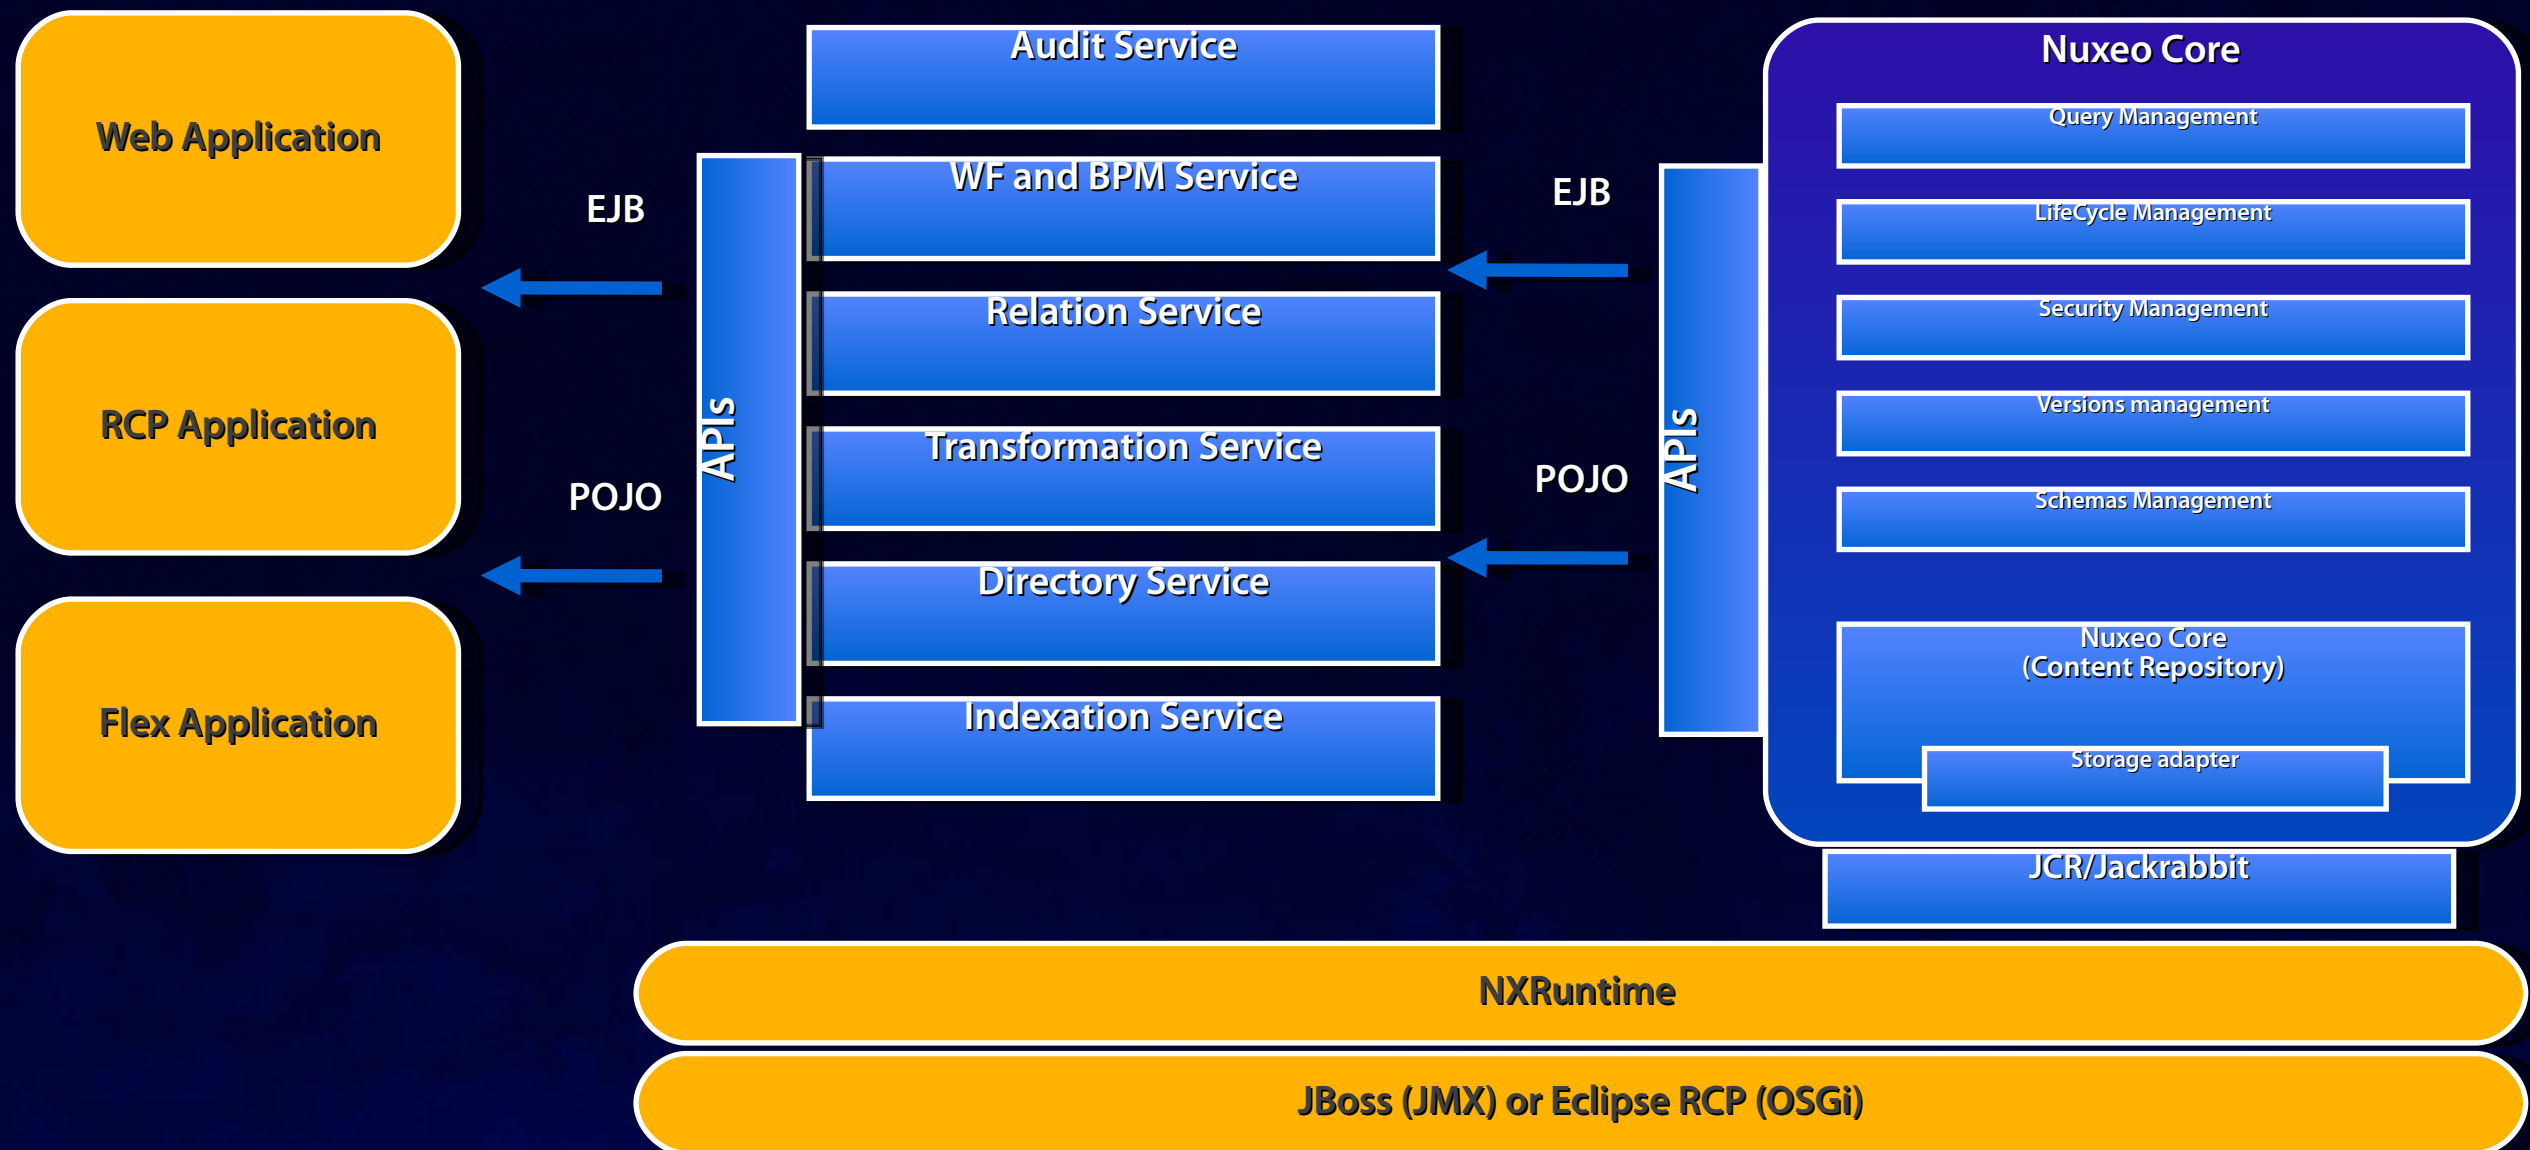 Web Application
RCP Application
Flex Application
EJB
POJO
APIs
Audit Service
WF and BPM Service
Relation Service
Transformation Service
Directory Service
Indexation Service
EJB
POJO
APIs
Nuxeo Core
Query Management
LifeCycle Management
Security Management
Versions management
Schemas Management
Nuxeo Core
(Content Repository)
Storage adapter
JCR/Jackrabbit
NXRuntime
JBoss (JMX) or Eclipse RCP (OSGi)